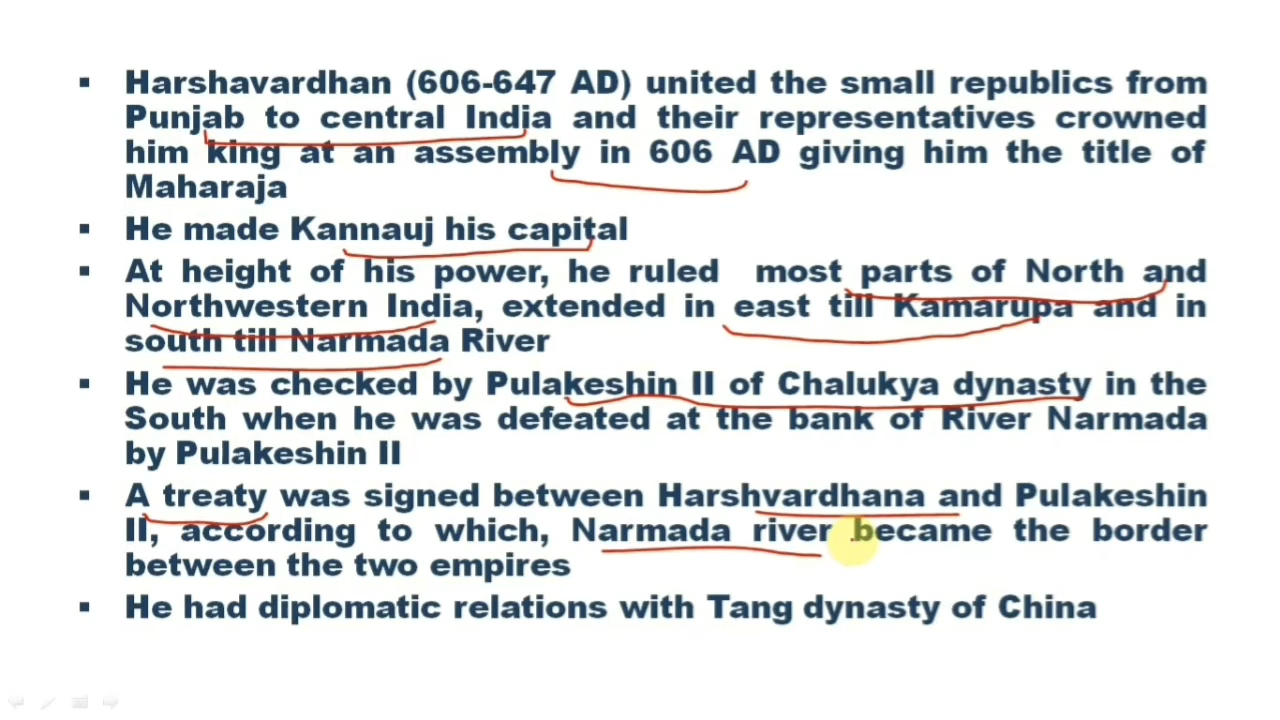 ▪ Harshavardhan (606-647 AD) united the small republics from
Punjab to central India and their representatives crowned
him king at an assembly in 606 AD giving him the title of
Maharaja
▪ He made Kannauj his capital
▪ At height of his power, he ruled most parts of North and
Northwestern India, extended in east till Kamarupa and in
south till Narmada River
▪ He was checked by Pulakeshin II of Chalukya dynasty in the
South when he was defeated at the bank of River Narmada
by Pulakeshin II
▪ A treaty was signed between Harshvardhana and Pulakeshin
II, according to which, Narmada river became the border
between the two empires
▪ He had diplomatic relations with Tang dynasty of China